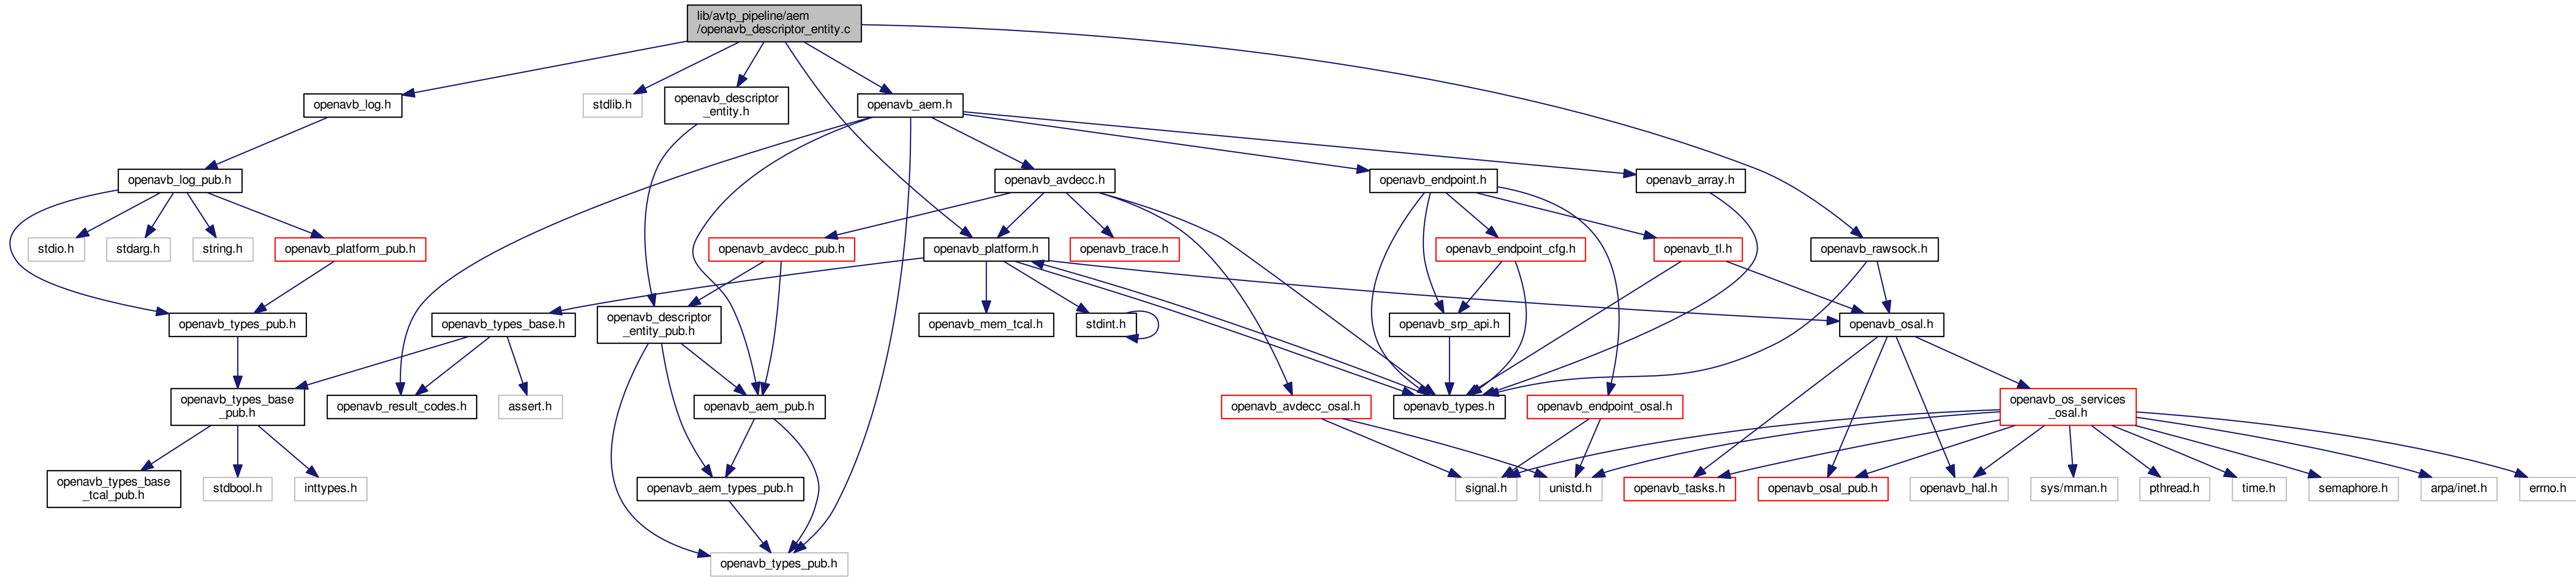 lib/avtp_pipeline/aem
/openavb_descriptor_entity.c
openavb_log.h
stdlib.h
openavb_descriptor
_entity.h
openavb_aem.h
openavb_log_pub.h
openavb_avdecc.h
openavb_endpoint.h
openavb_array.h
stdio.h
stdarg.h
string.h
openavb_platform_pub.h
openavb_avdecc_pub.h
openavb_platform.h
openavb_trace.h
openavb_endpoint_cfg.h
openavb_tl.h
openavb_rawsock.h
openavb_types_pub.h
openavb_types_base.h
openavb_descriptor
_entity_pub.h
openavb_mem_tcal.h
stdint.h
openavb_srp_api.h
openavb_osal.h
openavb_types_base
_pub.h
openavb_result_codes.h
assert.h
openavb_aem_pub.h
openavb_avdecc_osal.h
openavb_types.h
openavb_endpoint_osal.h
openavb_os_services
_osal.h
openavb_types_base
_tcal_pub.h
stdbool.h
inttypes.h
openavb_aem_types_pub.h
signal.h
unistd.h
openavb_tasks.h
openavb_osal_pub.h
openavb_hal.h
sys/mman.h
pthread.h
time.h
semaphore.h
arpa/inet.h
errno.h
openavb_types_pub.h